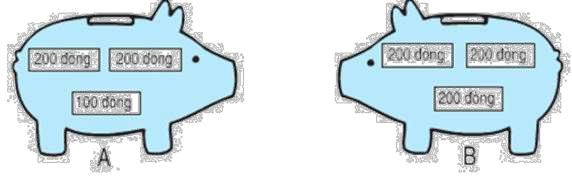 200 đồng 200 đồng
100 đồng
A
200 đồng 200 đồng
200 đồng
B